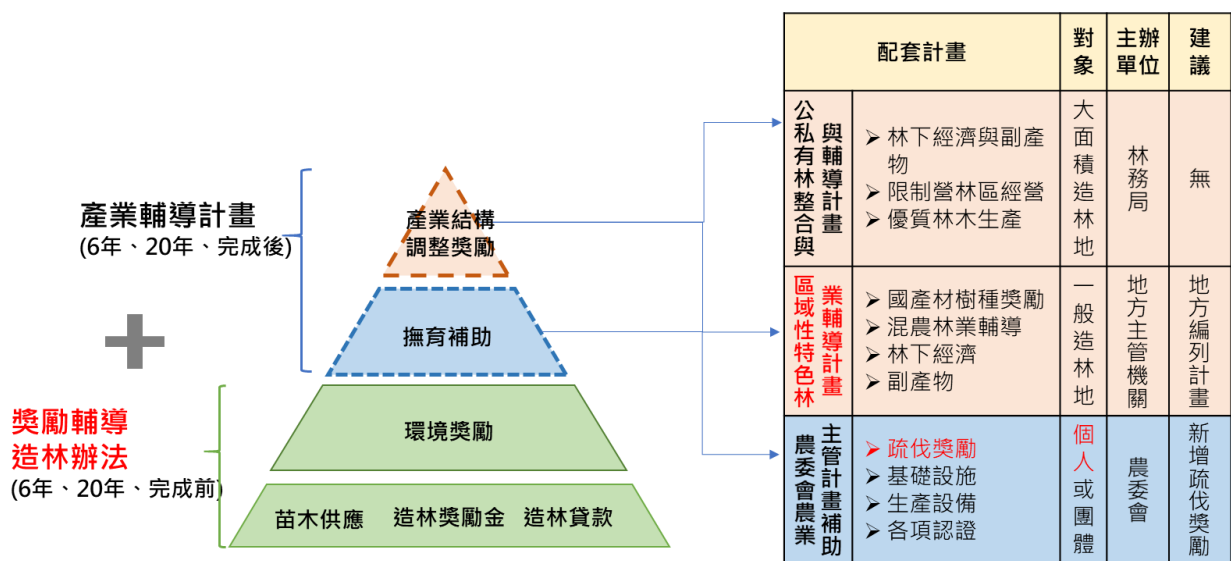 產業輔導計畫
(6年、20年、完成後)
獎勵輔導
造林辦法
(6年、20年、完成前)
產業結構
調整獎勵
撫育補助
環境獎勵
苗木供應 造林獎勵金 造林貸款
配套計畫
對象
主辦
單位
建議
公私有林整合與
與輔導計畫
➢ 林下經濟與副產
物
➢ 限制營林區經營
➢ 優質林木生產
大面積造林地
林務局
無
區域性特色林
業輔導計畫
➢ 國產材樹種獎勵
➢ 混農林業輔導
➢ 林下經濟
➢ 副產物
一般造林地
地方主管機關
地方編列計畫
農委會農業
主管計畫補助
➢ 疏伐獎勵
➢ 基礎設施
➢ 生產設備
➢ 各項認證
個人或團體
農委會
新增疏伐獎勵